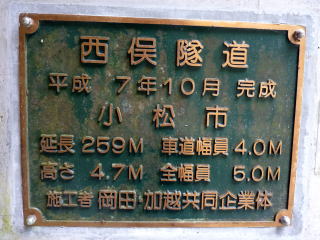 西俣隧道
平成 7年・10月 完成
小松市
延長 259M 車道幅員 4.0M
高さ 4.7M 全幅員 5.0M
施工者 岡田・加越共同企業体